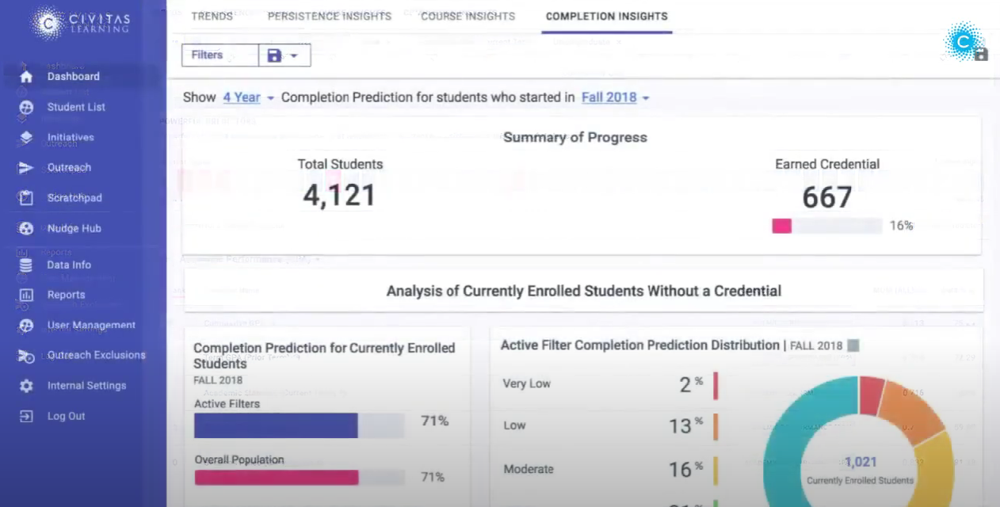 CIVITAS
LEARNING
TRENDS
PERSISTENCE INSIGHTS
COURSE INSIGHTS
COMPLETION INSIGHTS
C
Filters
Dashboard
Student List
Initiatives
Outreach
Scratchpad
Nudge Hub
Data Info
Reports
User Management
Outreach Exclusions
Internal Settings
Log Out
Show 4 Year Completion Prediction for students who started in Fall 2018
Summary of Progress
Total Students
4,121
Earned Credential
667
16%
Analysis of Currently Enrolled Students Without a Credential
Completion Prediction for Currently Enrolled
Students
FALL 2018
Active Filters
71%
Overall Population
71%
Active Filter Completion Prediction Distribution | FALL 2018
Very Low 2%
Low 13%
Moderate 16%
1,021
Currently Enrolled Students